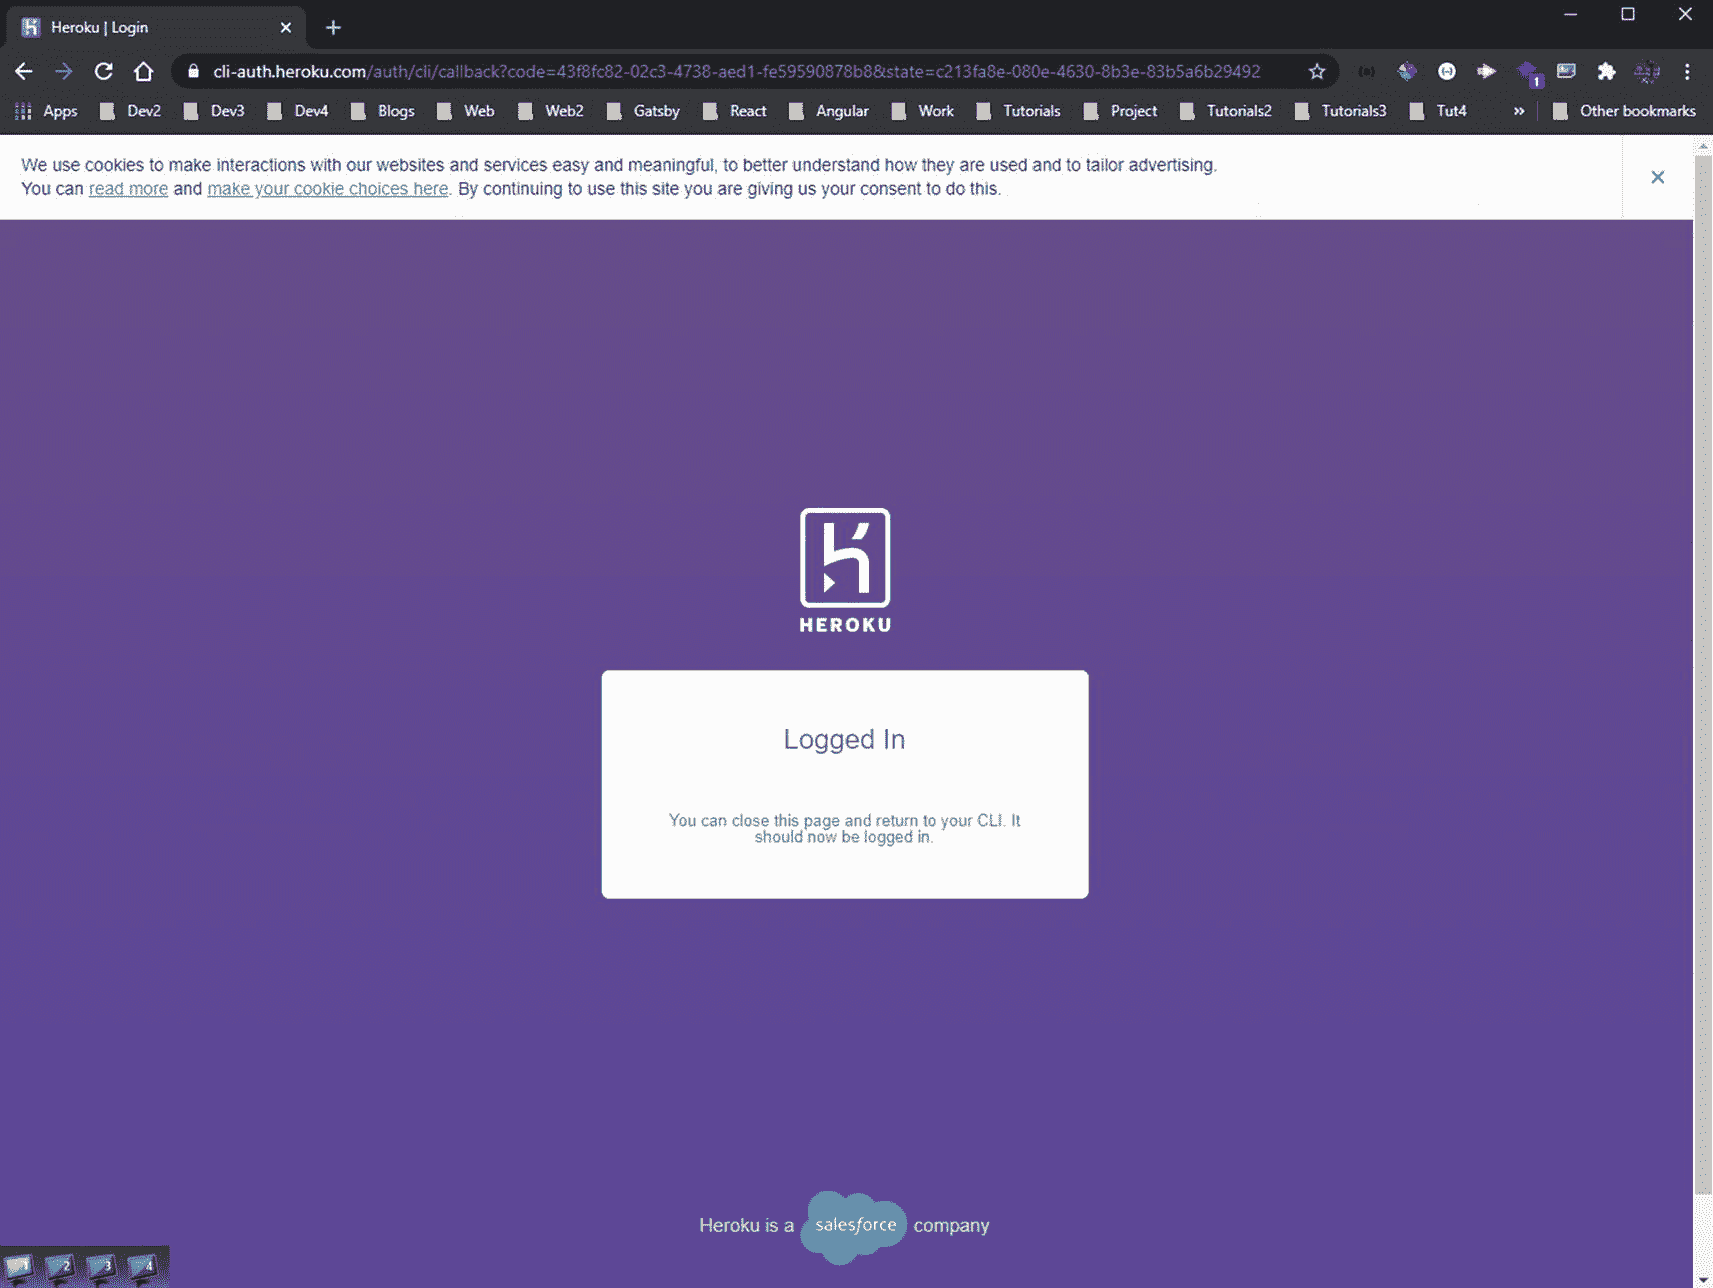 Heroku | Login
cli-auth.heroku.com/auth/cli/callback?code=43f8fc82-02c3-4738-aed1-fe59590878b8&state=c213fa8e-080e-4630-8b3e-83b5a6b29492
1
Apps Dev2 Dev3 Dev4 Blogs Web Web2 Gatsby React Angular Work Tutorials Project Tutorials2 Tutorials3 Tut4 » Other bookmarks
We use cookies to make interactions with our websites and services easy and meaningful, to better understand how they are used and to tailor advertising.
You can read more and make your cookie choices here. By continuing to use this site you are giving us your consent to do this.
HEROKU
Logged In
You can close this page and return to your CLI. It
should now be logged in.
Heroku is a salesforce company
1 2 3 4